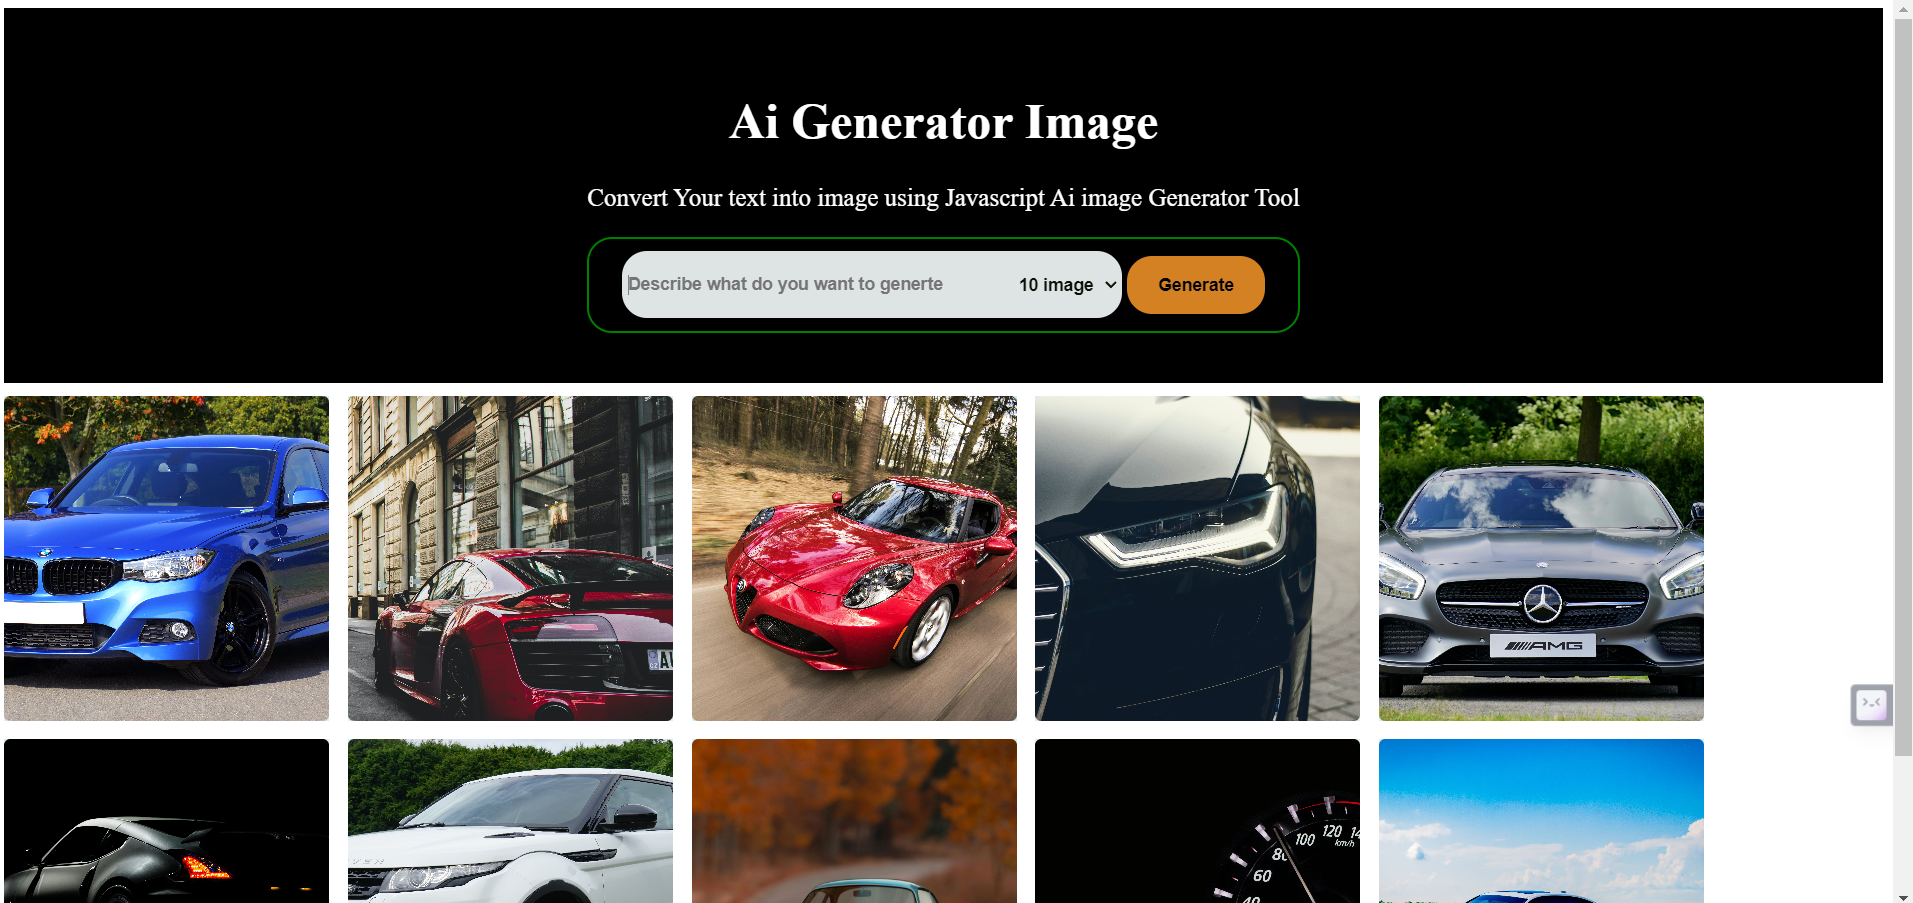 Ai Generator Image
Convert Your text into image using Javascript Ai image Generator Tool
Describe what do you want to generte
10 image
Generate
AMG
100 120
km/h
80
60
40